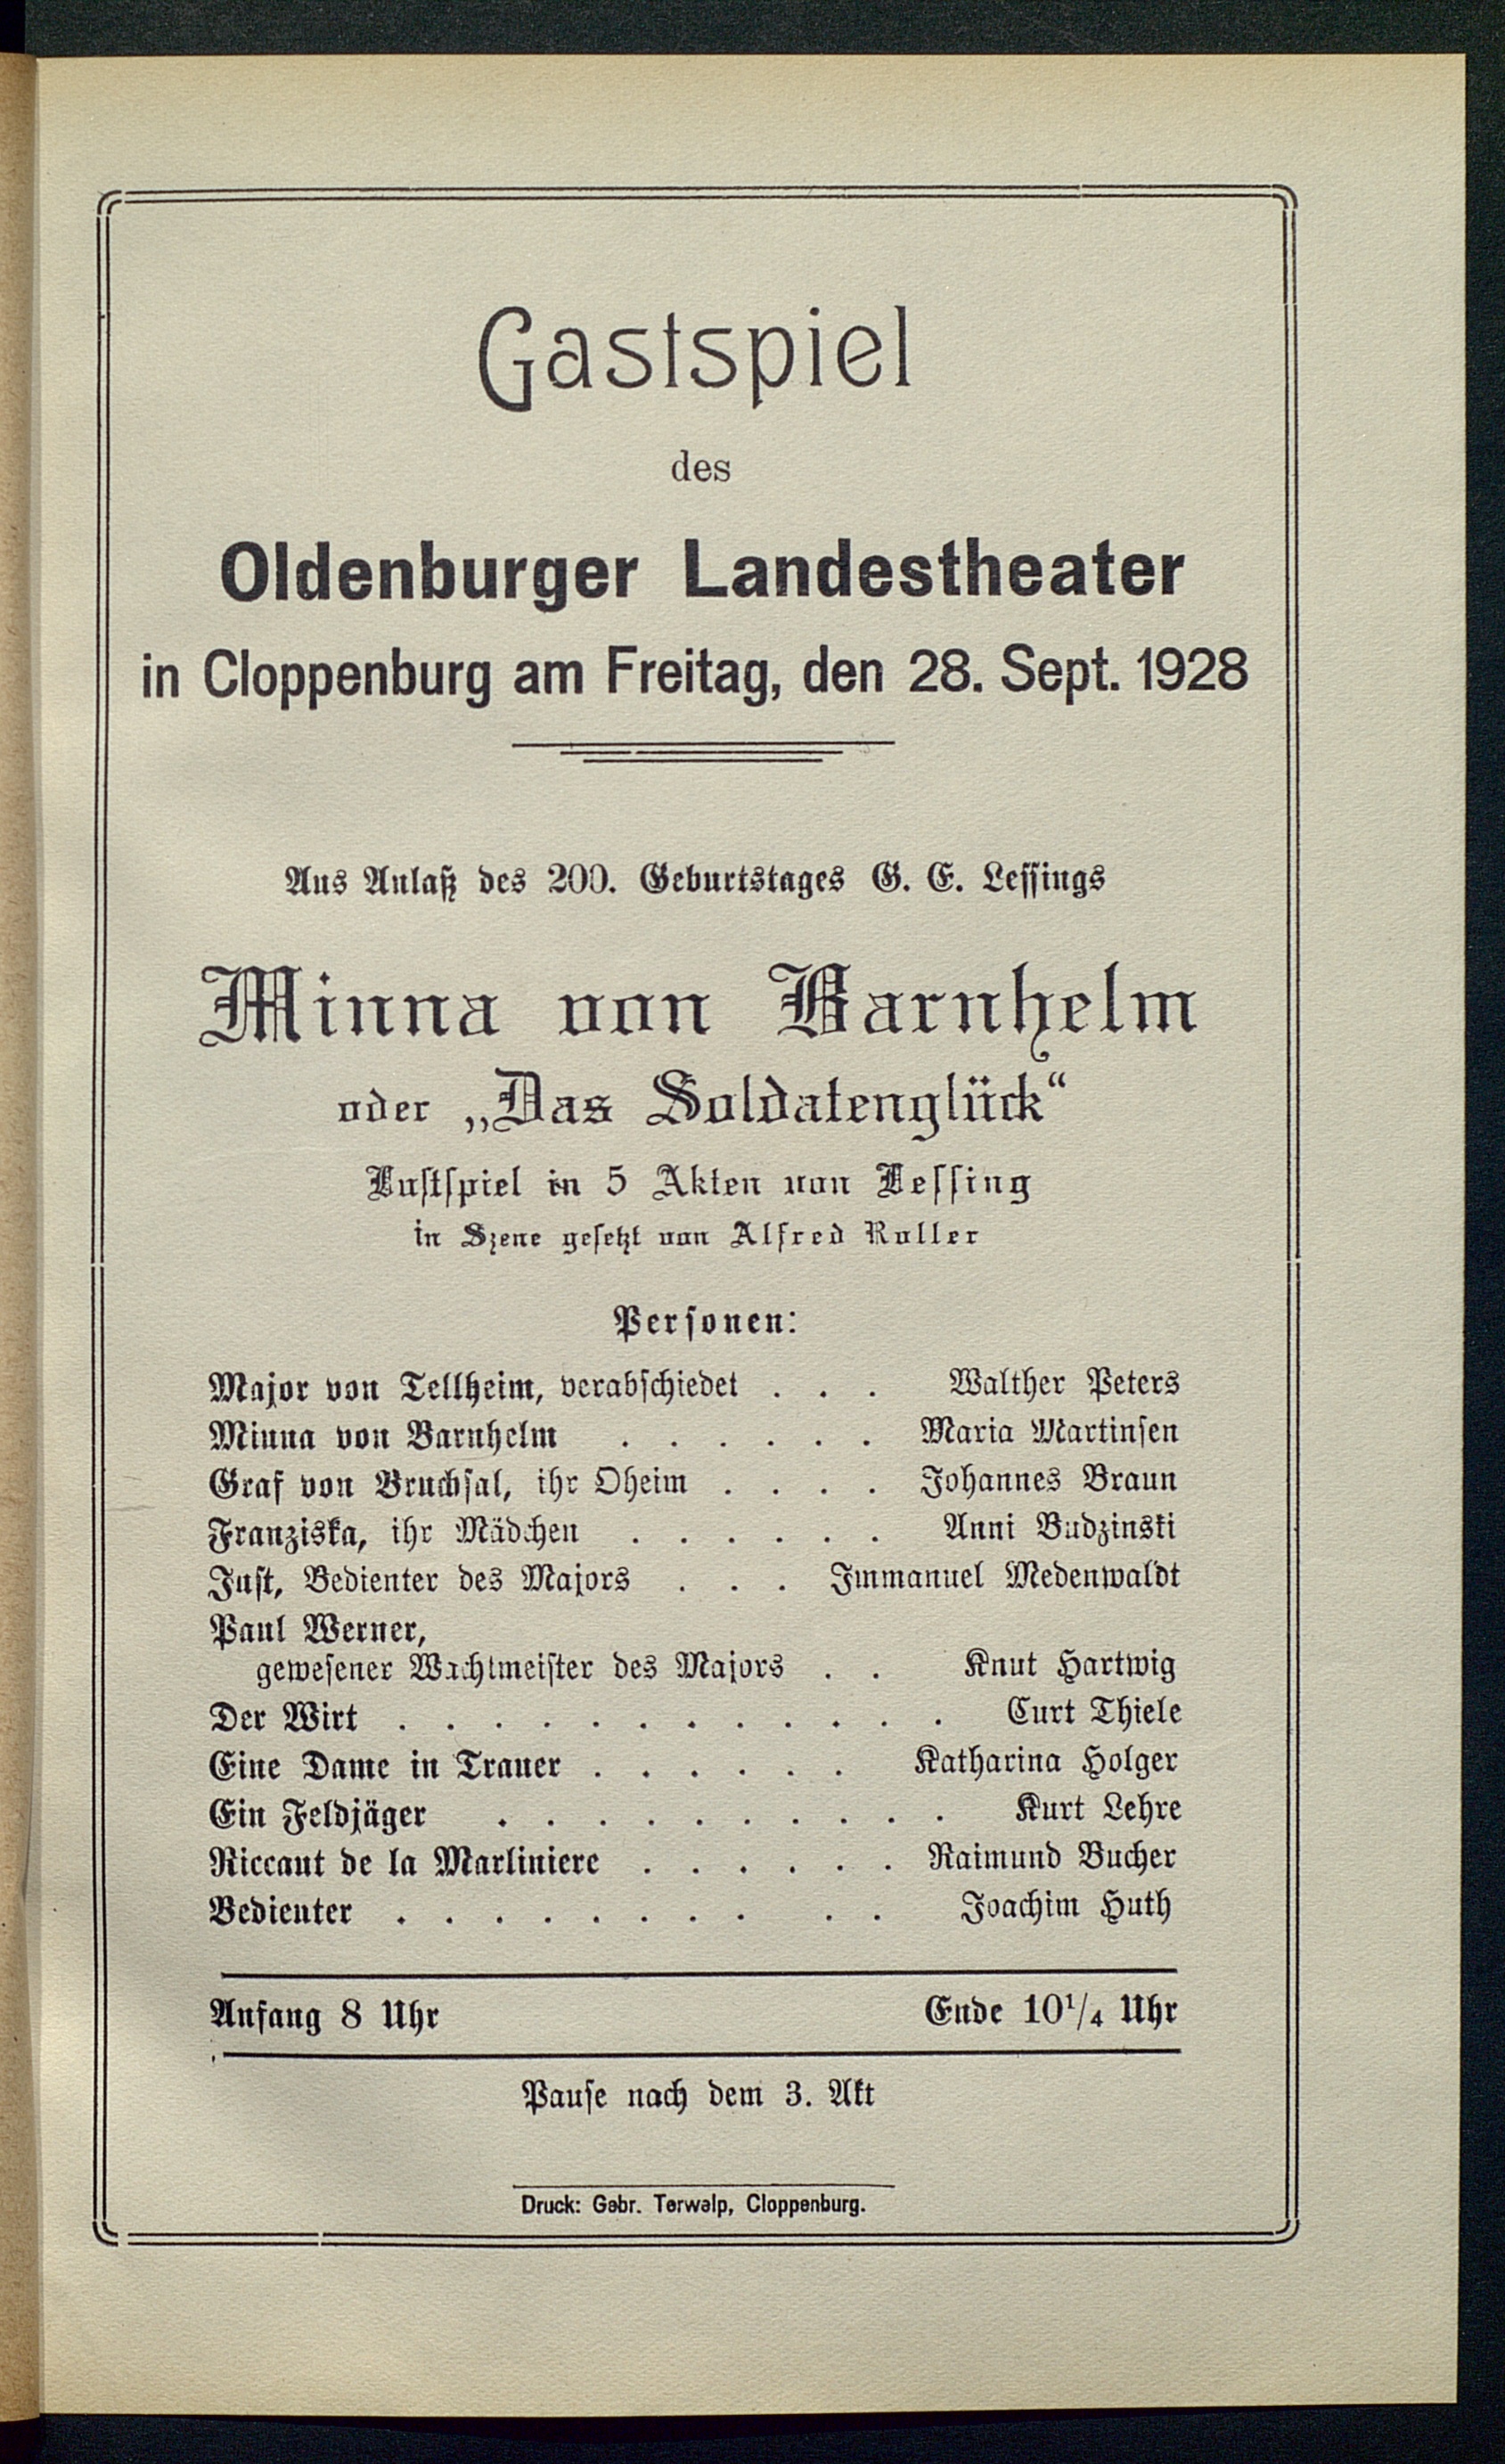 Gastspiel
des
Oldenburger Landestheater
in Cloppenburg am Freitag, den 28. Sept. 1928
Aus Anlaß des 200. Geburtstages G. E. Lessings
Minna von Barnhelm
oder „Das Soldatenglück“
Lustspiel in 5 Akten von Lessing
in Szene gesetzt von Alfred Roller
Personen:
Major von Tellheim, verabschiedet . . . Walther Peters
Minna von Barnhelm . . . . . . Maria Martinsen
Graf von Bruchsal, ihr Oheim . . . . Johannes Braun
Franziska, ihr Mädchen . . . . . . Anni Budzinski
Just, Bedienter des Majors . . . Immanuel Medenwaldt
Paul Werner,
gewesener Wachtmeister des Majors . . Knut Hartwig
Der Wirt . . . . . . . . . . . . Curt Thiele
Eine Dame in Trauer . . . . . . Katharina Holger
Ein Feldjäger . . . . . . . . . . Kurt Lehre
Riccaut de la Marliniere . . . . . . Raimund Bucher
Bedienter . . . . . . . . . . Joachim Huth
Anfang 8 Uhr Ende 10¹/₄ Uhr
Pause nach dem 3. Akt
Druck: Gebr. Terwelp, Cloppenburg.